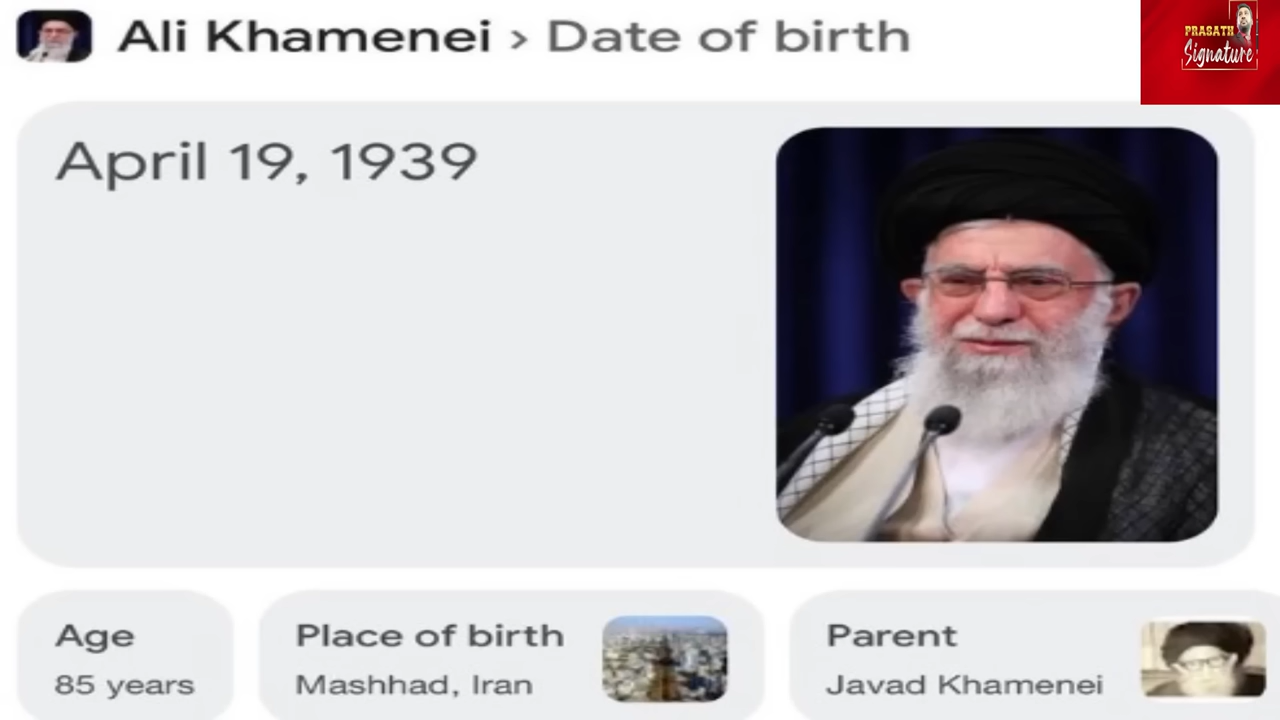 Ali Khamenei › Date of birth
PRASATH
Signature
April 19, 1939
Age
85 years
Place of birth
Mashhad, Iran
Parent
Javad Khamenei